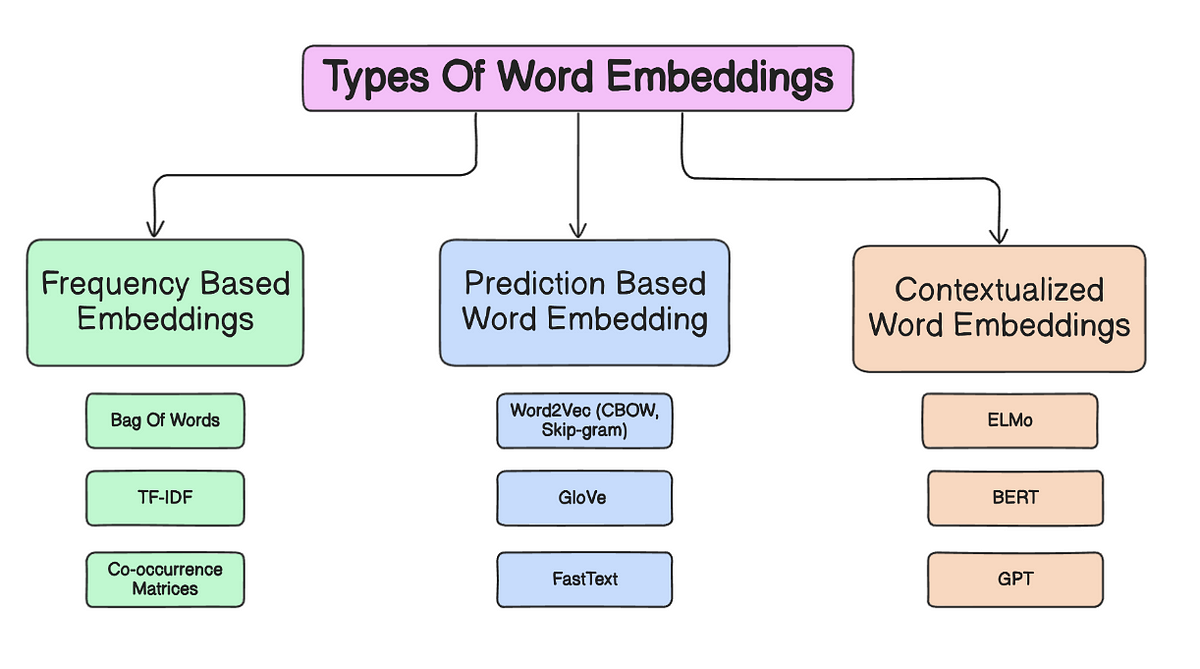 Types Of Word Embeddings
Frequency Based
Embeddings
Bag Of Words
TF-IDF
Co-occurrence
Matrices
Prediction Based
Word Embedding
Word2Vec (CBOW,
Skip-gram)
GloVe
FastText
Contextualized
Word Embeddings
ELMo
BERT
GPT